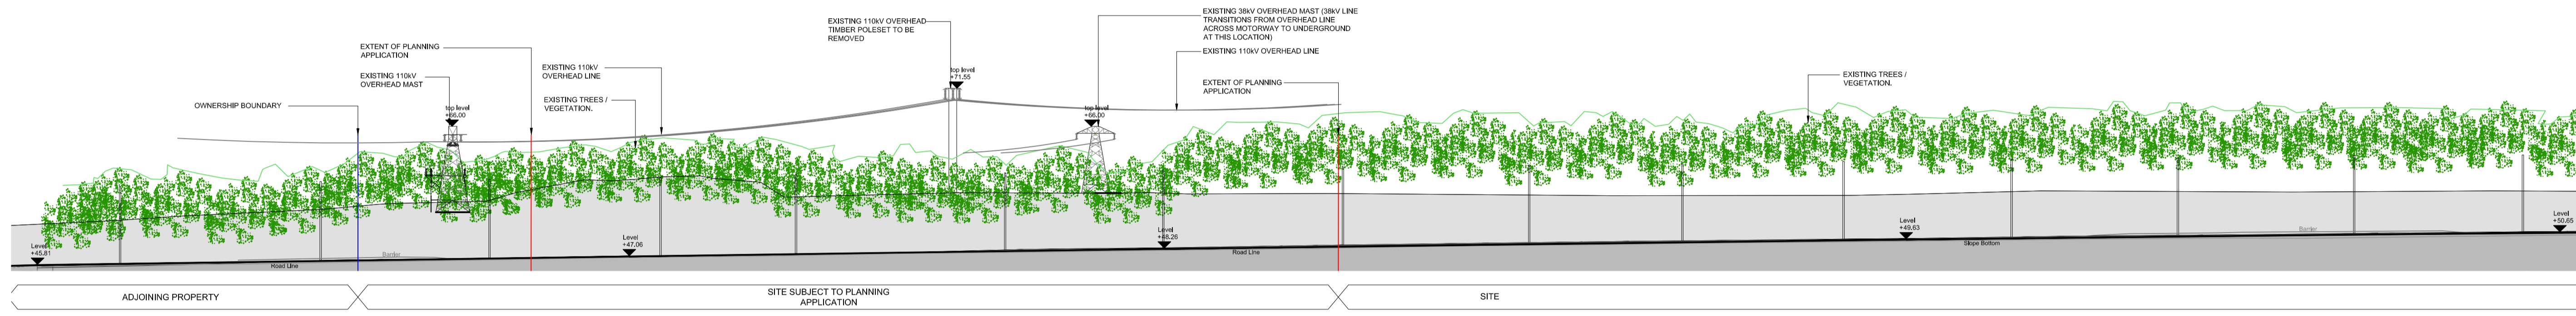 OWNERSHIP BOUNDARY
EXTENT OF PLANNING
APPLICATION
EXISTING 110kV
OVERHEAD MAST
top level
+66.00
EXISTING 110kV
OVERHEAD LINE
EXISTING TREES /
VEGETATION.
EXISTING 110kV OVERHEAD
TIMBER POLESET TO BE
REMOVED
top level
+71.55
EXISTING 38kV OVERHEAD MAST (38kV LINE
TRANSITIONS FROM OVERHEAD LINE
ACROSS MOTORWAY TO UNDERGROUND
AT THIS LOCATION)
EXISTING 110kV OVERHEAD LINE
EXTENT OF PLANNING
APPLICATION
top level
+66.00
EXISTING TREES /
VEGETATION.
Level
+45.81
Road Line
Barrier
Level
+47.06
Level
+48.26
Road Line
Level
+49.63
Slope Bottom
Barrier
Level
+50.65
ADJOINING PROPERTY
SITE SUBJECT TO PLANNING
APPLICATION
SITE